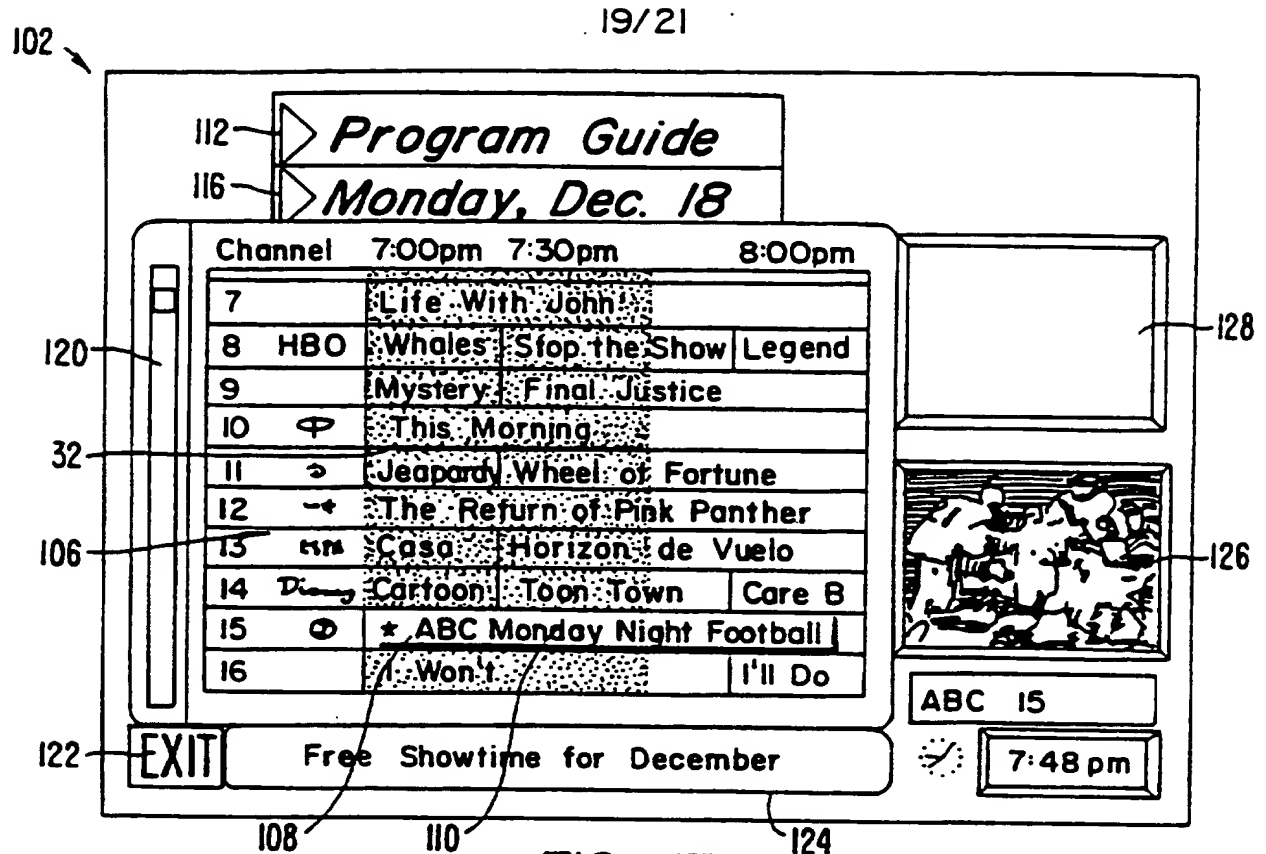 19/21
102
112 Program Guide
116 Monday, Dec. 18
Channel 7:00pm 7:30pm 8:00pm
7 Life With John
8 HBO Whales Stop the Show Legend
9 Mystery Final Justice
10 This Morning
11 Jeapardy Wheel of Fortune
12 The Return of Pink Panther
13 Casa Horizon de Vuelo
14 Disney Cartoon Toon Town Care B
15 * ABC Monday Night Football
16 I Won't I'll Do
120
32
106
128
126
ABC 15
122 EXIT Free Showtime for December 7:48 pm
108 110 124